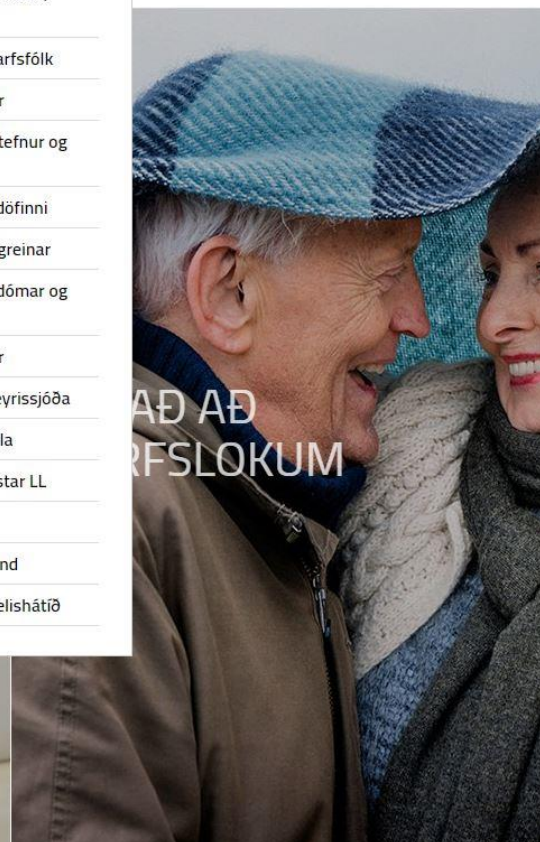 arfsfólk
r
tefnur og
döfinni
greinar
dómar og
r
eyrissjóða
la
star LL
nd
elishátíð
AÐ AÐ
RFSLOKUM